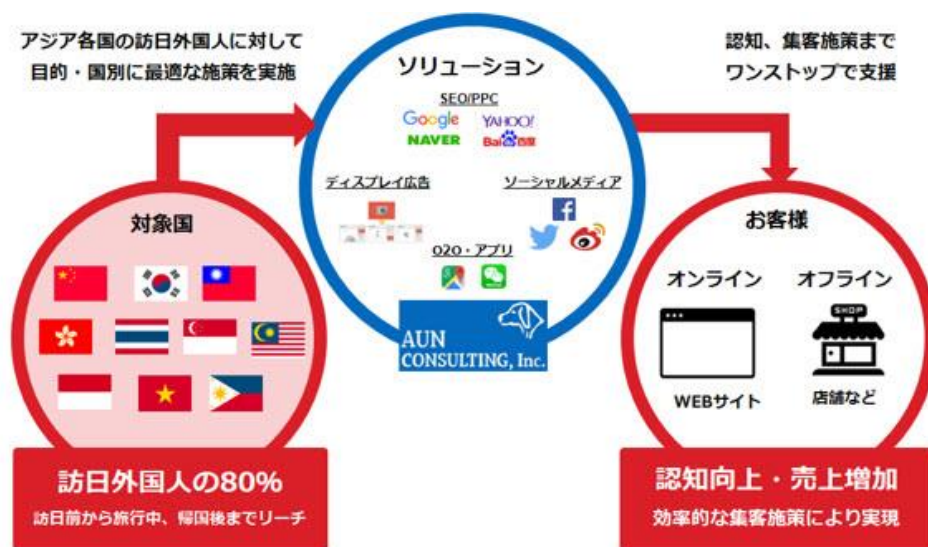 アジア各国の訪日外国人に対して
目的・国別に最適な施策を実施
ソリューション
SEO/PPC
Google YAHOO!
NAVER Bai百度
ディスプレイ広告
ソーシャルメディア
O2O・アプリ
AUN
CONSULTING, Inc.
認知、集客施策まで
ワンストップで支援
対象国
訪日外国人の80%
訪日前から旅行中、帰国後までリーチ
お客様
オンライン
オフライン
SHOP
WEBサイト
店舗など
認知向上・売上増加
効率的な集客施策により実現